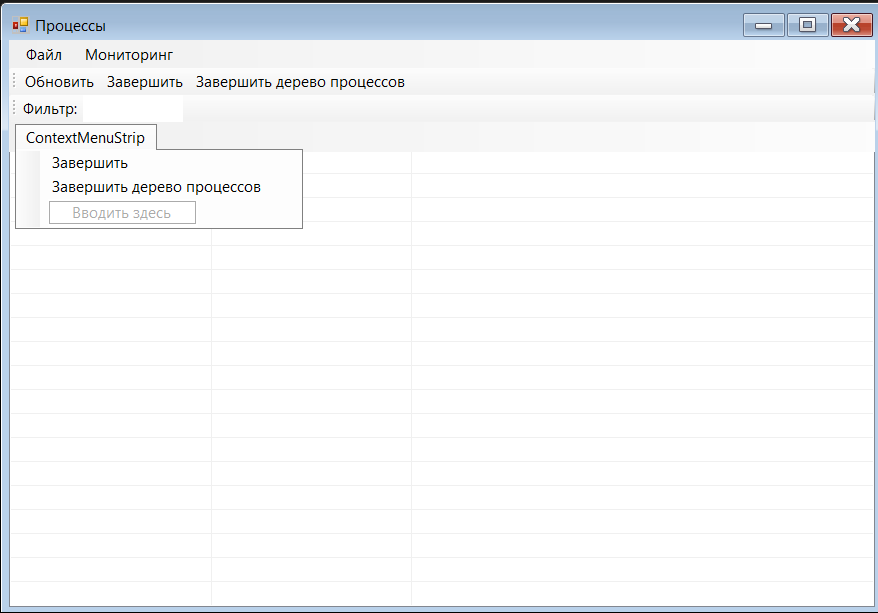 Процессы
Файл Мониторинг
Обновить Завершить Завершить дерево процессов
Фильтр:
ContextMenuStrip
Завершить
Завершить дерево процессов
Вводить здесь